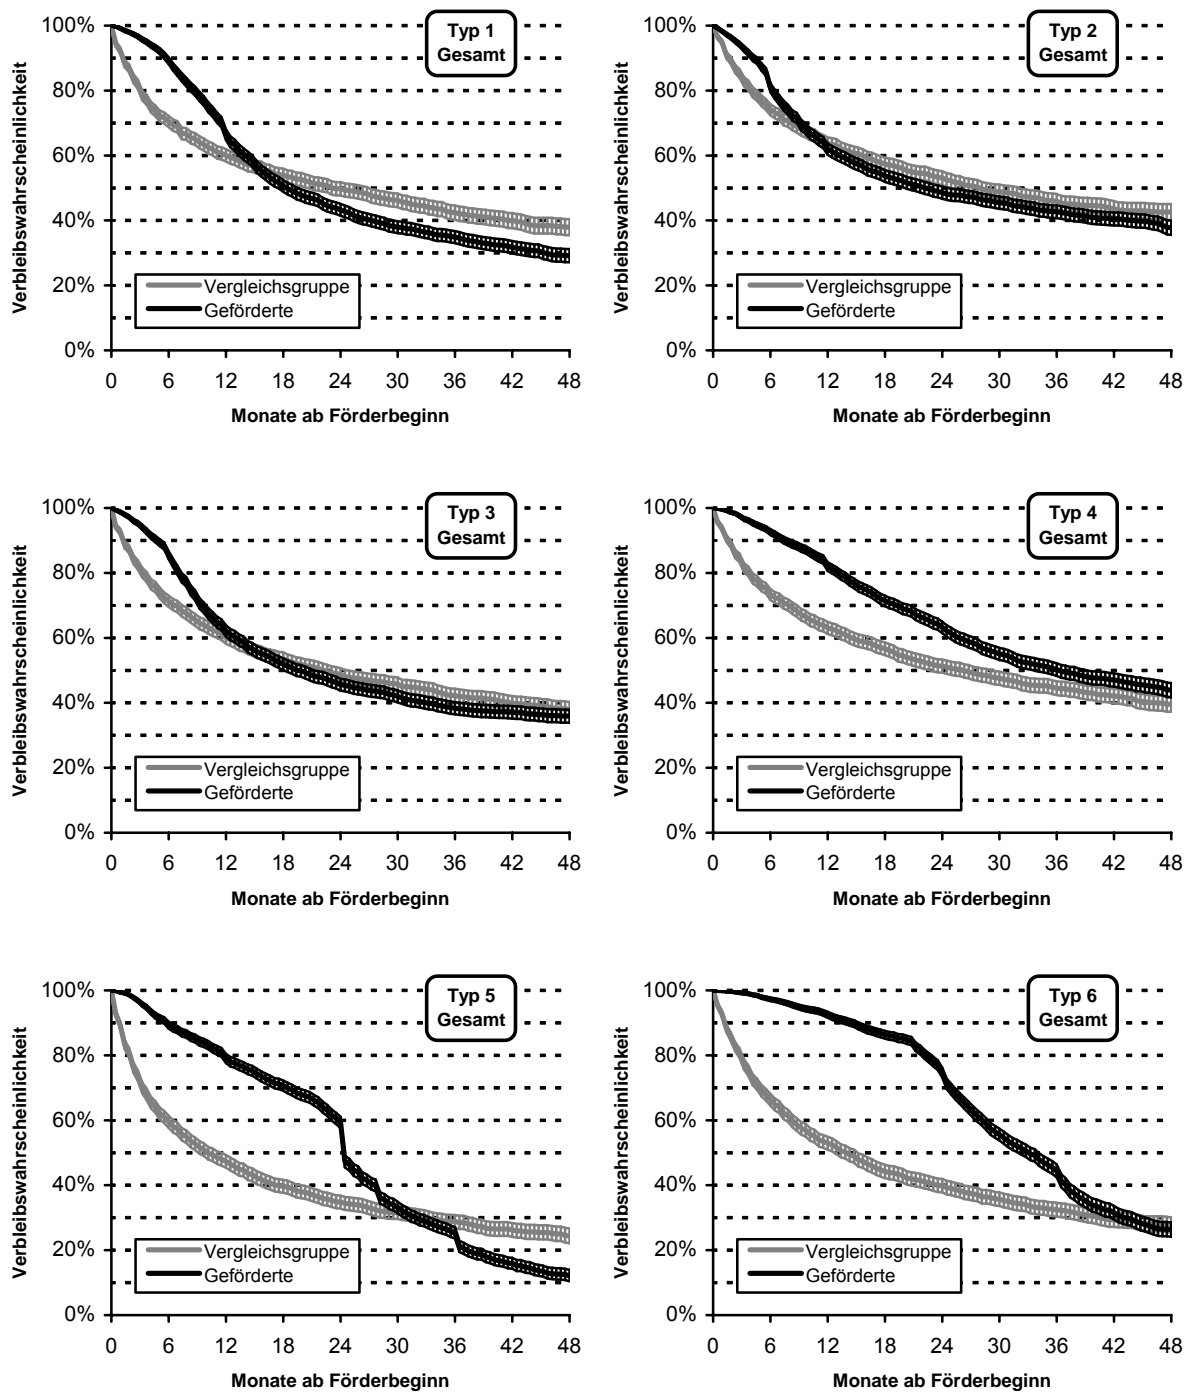 Typ 1
Gesamt
Verbleibswahrscheinlichkeit
100%
80%
60%
40%
20%
0%
Vergleichsgruppe
Geförderte
0 6 12 18 24 30 36 42 48
Monate ab Förderbeginn
Typ 2
Gesamt
Verbleibswahrscheinlichkeit
100%
80%
60%
40%
20%
0%
Vergleichsgruppe
Geförderte
0 6 12 18 24 30 36 42 48
Monate ab Förderbeginn
Typ 3
Gesamt
Verbleibswahrscheinlichkeit
100%
80%
60%
40%
20%
0%
Vergleichsgruppe
Geförderte
0 6 12 18 24 30 36 42 48
Monate ab Förderbeginn
Typ 4
Gesamt
Verbleibswahrscheinlichkeit
100%
80%
60%
40%
20%
0%
Vergleichsgruppe
Geförderte
0 6 12 18 24 30 36 42 48
Monate ab Förderbeginn
Typ 5
Gesamt
Verbleibswahrscheinlichkeit
100%
80%
60%
40%
20%
0%
Vergleichsgruppe
Geförderte
0 6 12 18 24 30 36 42 48
Monate ab Förderbeginn
Typ 6
Gesamt
Verbleibswahrscheinlichkeit
100%
80%
60%
40%
20%
0%
Vergleichsgruppe
Geförderte
0 6 12 18 24 30 36 42 48
Monate ab Förderbeginn